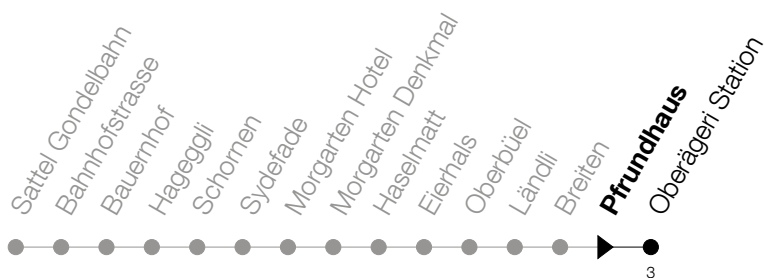 Sattel Gondelbahn
Bahnhofstrasse
Bauernhof
Hageggli
Schornen
Sydefade
Morgarten Hotel
Morgarten Denkmal
Haselmatt
Eierhals
Oberbüel
Ländli
Breiten
Pfrundhaus
Oberägeri Station
3